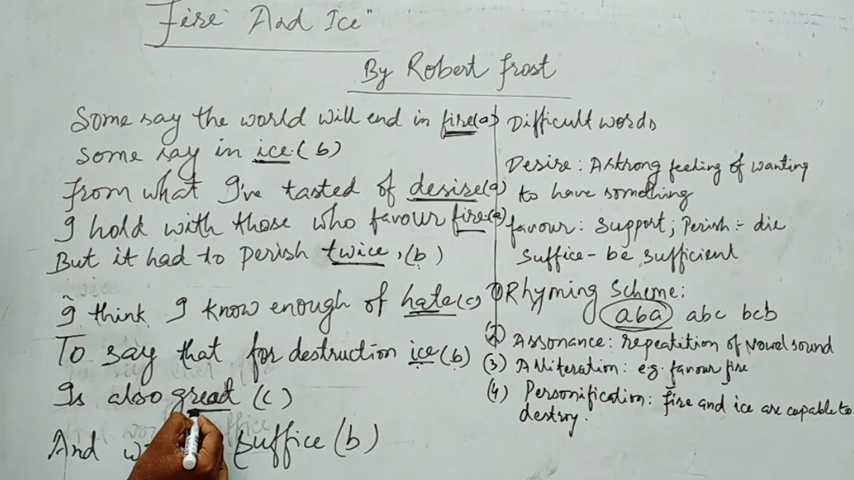 Fire And Ice"
By Robert Frost
Some say the world will end in fire(a)
Some say in ice.(b)
From what I've tasted of desire(a)
I hold with those who favour fire(a)
But it had to perish twice,(b)
I think I know enough of hate(c)
To say that for destruction ice(b)
Is also great (c)
And suffice (b)
Difficult words
Desire: A strong feeling of wanting
to have something
favour: Support; Perish:- die
Suffice- be sufficient
(1) Rhyming Scheme:
aba abc bcb
(2) Assonance: repeatition of vowel sound
(3) Alliteration: e.g. favour fire
(4) Personification: Fire and ice are capable to
destroy.